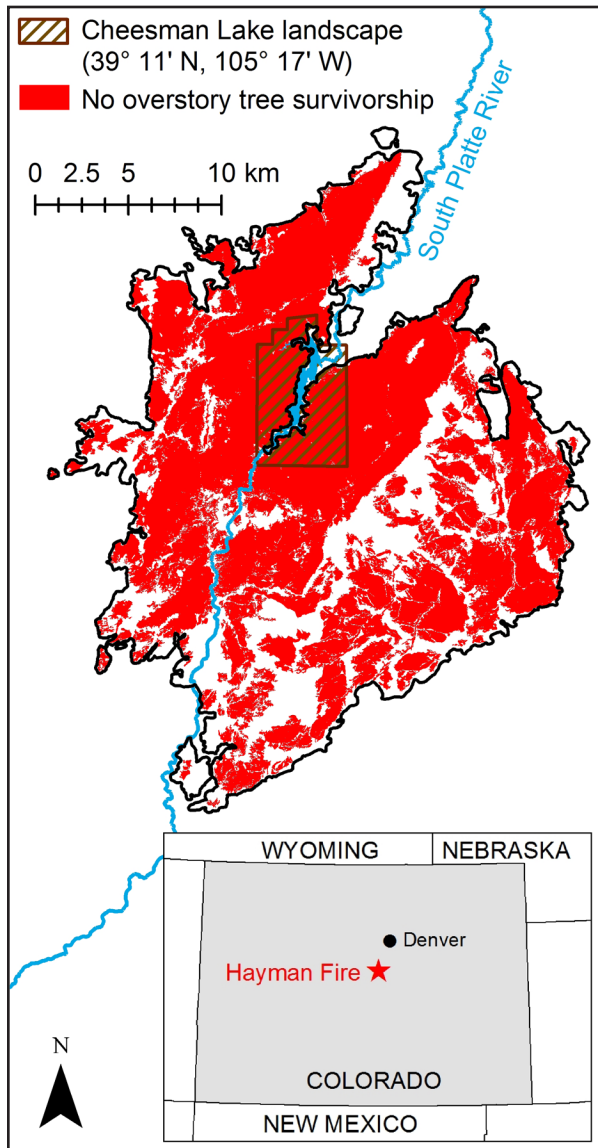 Cheesman Lake landscape
(39° 11' N, 105° 17' W)
No overstory tree survivorship
0 2.5 5 10 km
South Platte River
WYOMING
NEBRASKA
Denver
Hayman Fire
COLORADO
NEW MEXICO
N